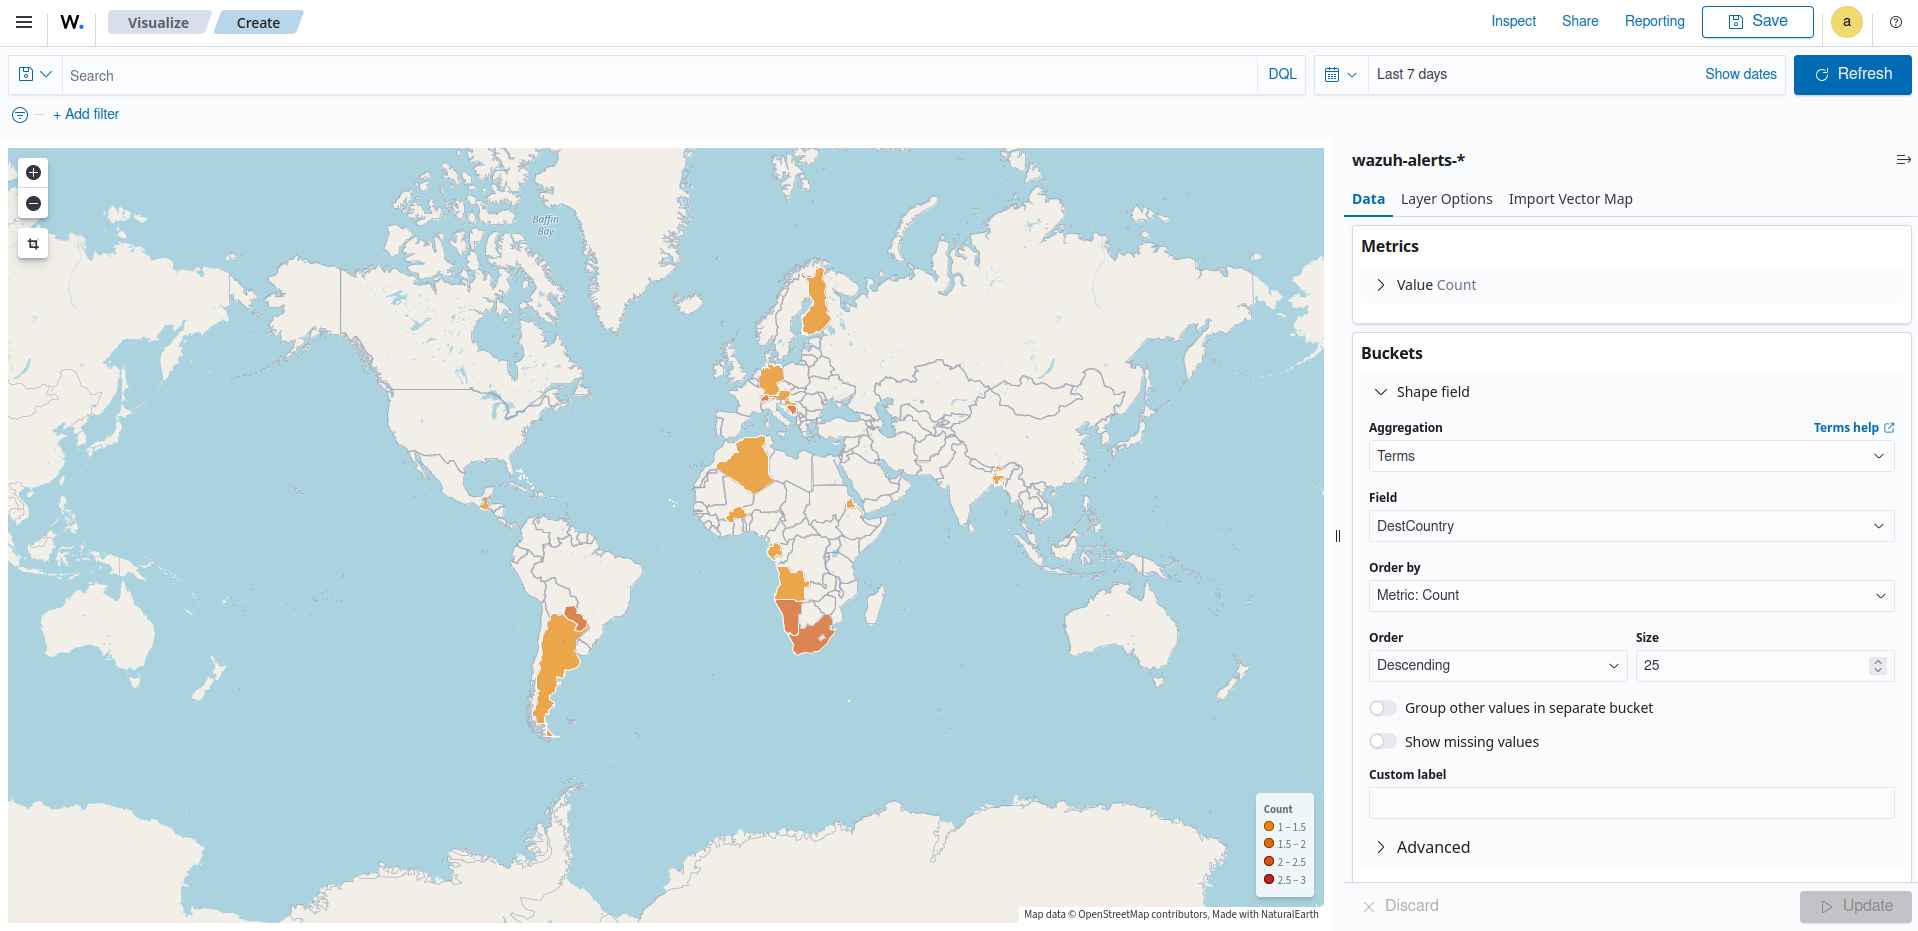 W.
Visualize
Create
Inspect
Share
Reporting
Save
a
Search
DQL
Last 7 days
Show dates
Refresh
+ Add filter
Baffin
Bay
Count
1 – 1.5
1.5 – 2
2 – 2.5
2.5 – 3
Map data © OpenStreetMap contributors, Made with NaturalEarth
wazuh-alerts-*
Data
Layer Options
Import Vector Map
Metrics
Value Count
Buckets
Shape field
Aggregation
Terms help
Terms
Field
DestCountry
Order by
Metric: Count
Order
Size
Descending
25
Group other values in separate bucket
Show missing values
Custom label
Advanced
Discard
Update